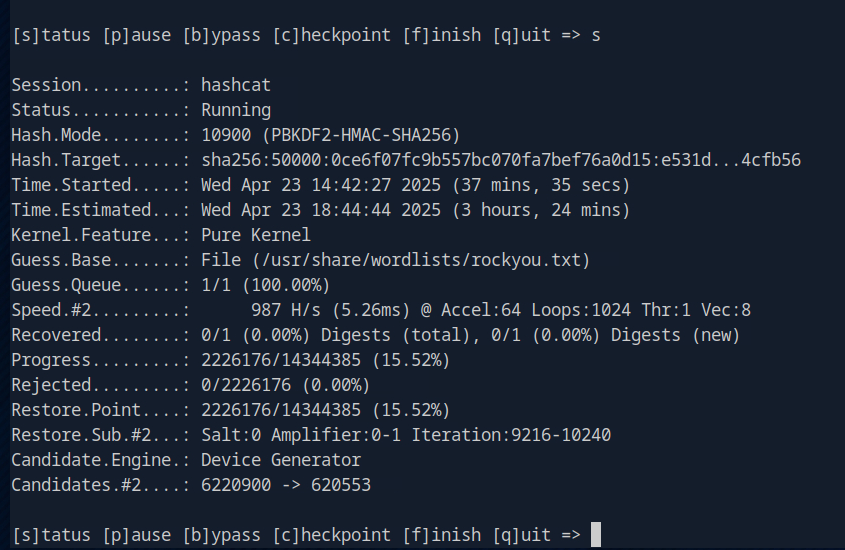 [s]tatus [p]ause [b]ypass [c]heckpoint [f]inish [q]uit => s
Session..........: hashcat
Status...........: Running
Hash.Mode........: 10900 (PBKDF2-HMAC-SHA256)
Hash.Target......: sha256:50000:0ce6f07fc9b557bc070fa7bef76a0d15:e531d...4cfb56
Time.Started.....: Wed Apr 23 14:42:27 2025 (37 mins, 35 secs)
Time.Estimated...: Wed Apr 23 18:44:44 2025 (3 hours, 24 mins)
Kernel.Feature...: Pure Kernel
Guess.Base.......: File (/usr/share/wordlists/rockyou.txt)
Guess.Queue......: 1/1 (100.00%)
Speed.#2.........:      987 H/s (5.26ms) @ Accel:64 Loops:1024 Thr:1 Vec:8
Recovered........: 0/1 (0.00%) Digests (total), 0/1 (0.00%) Digests (new)
Progress.........: 2226176/14344385 (15.52%)
Rejected.........: 0/2226176 (0.00%)
Restore.Point....: 2226176/14344385 (15.52%)
Restore.Sub.#2...: Salt:0 Amplifier:0-1 Iteration:9216-10240
Candidate.Engine.: Device Generator
Candidates.#2....: 6220900 -> 620553
[s]tatus [p]ause [b]ypass [c]heckpoint [f]inish [q]uit =>